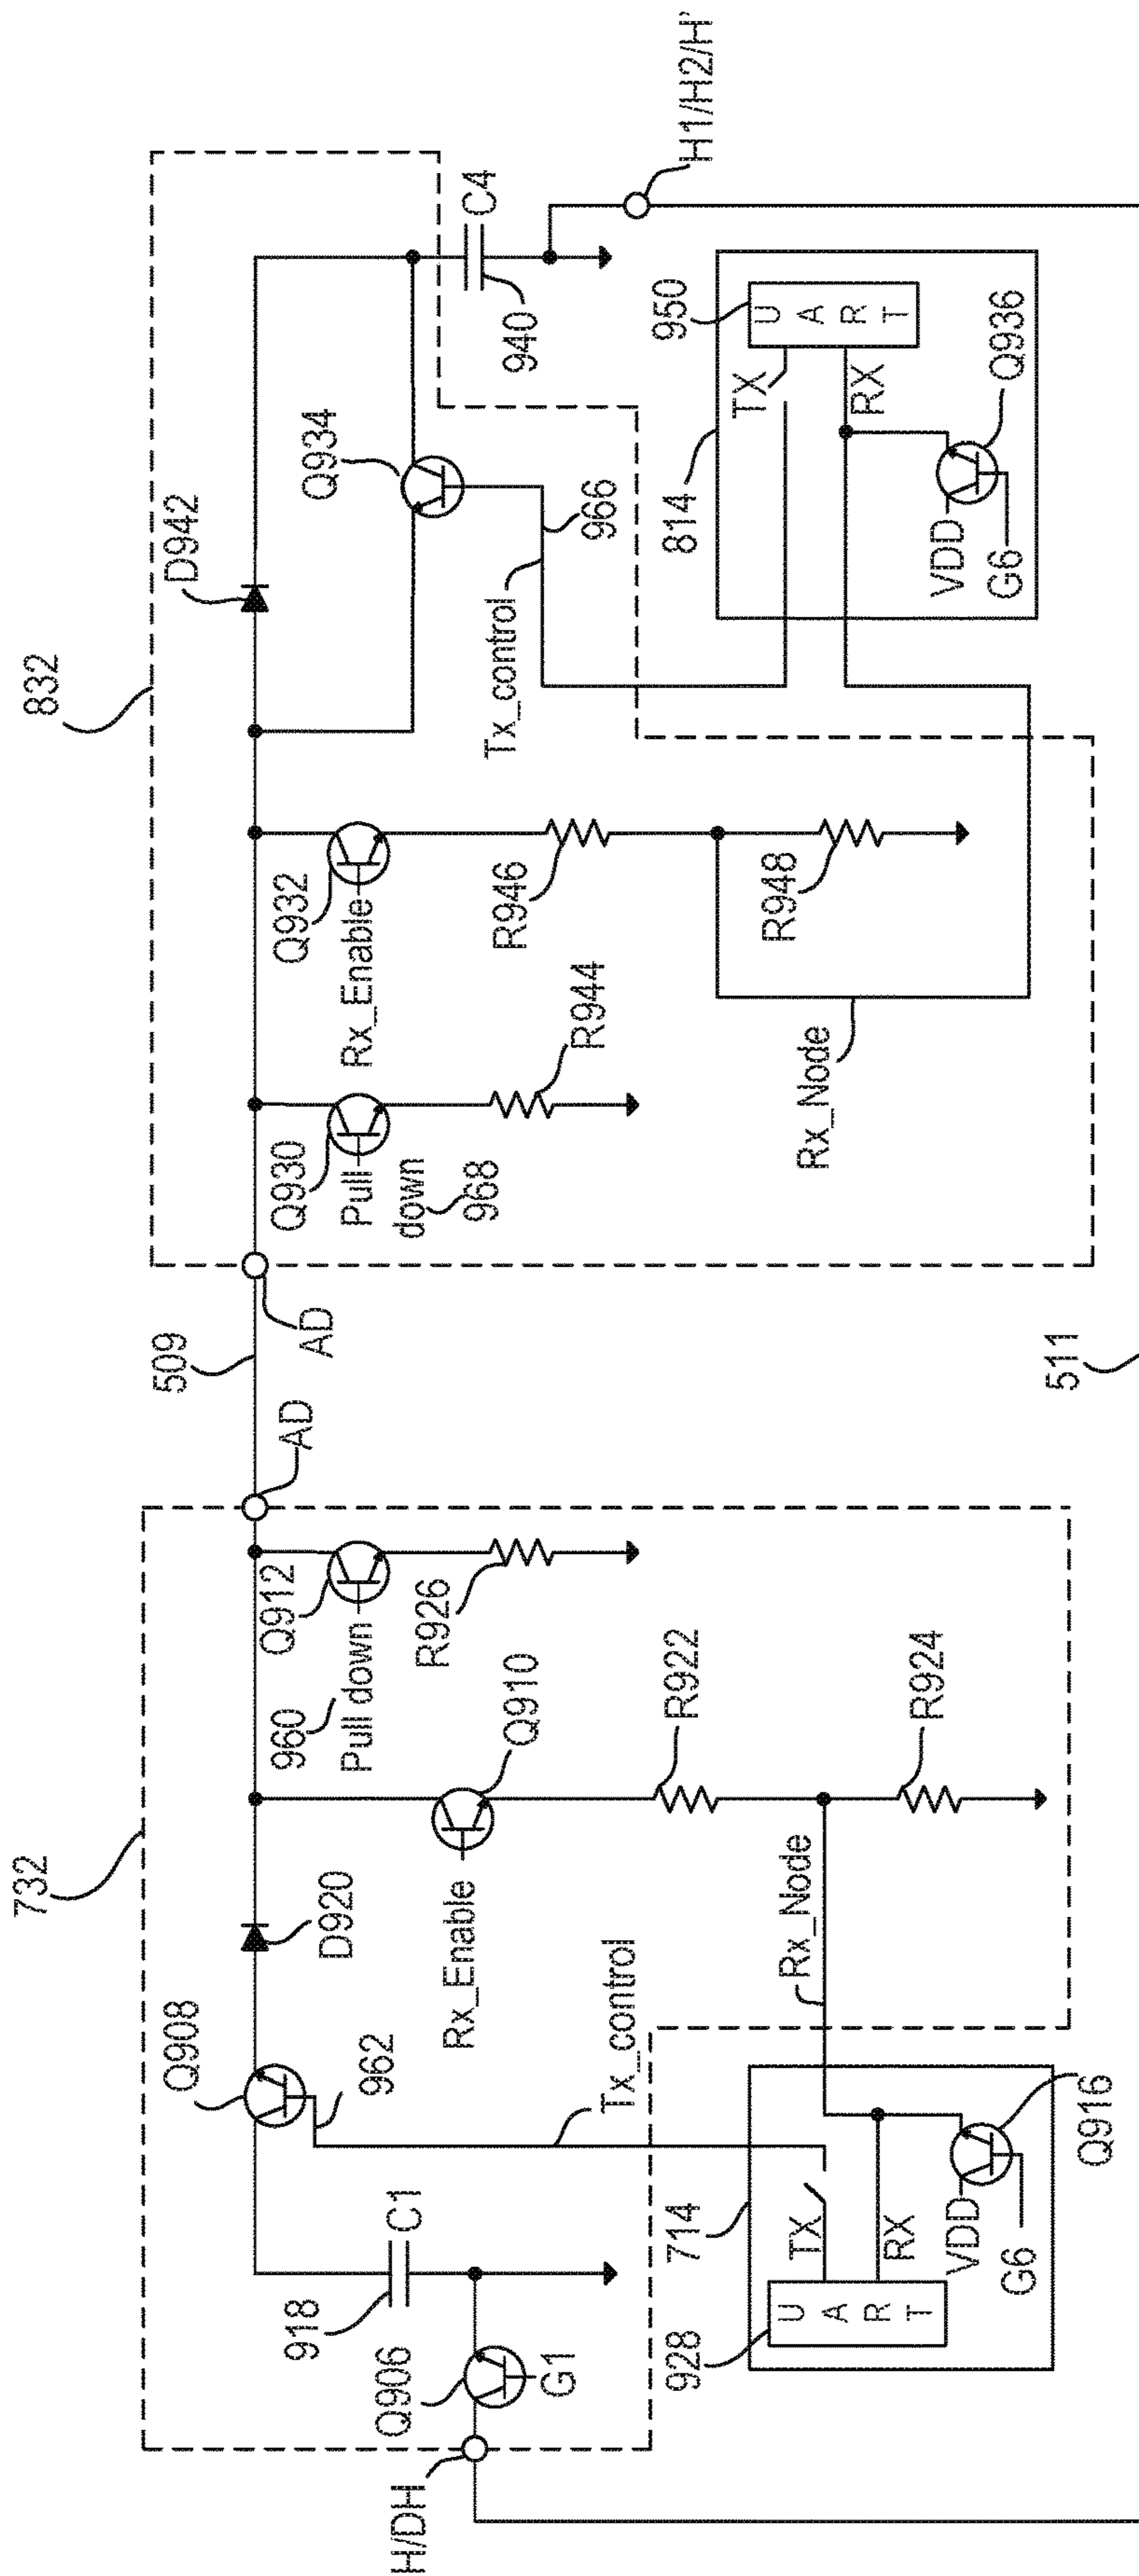 732
832
509
AD
AD
Q908
D920
960
Pull down
Q912
R926
Q930
Pull
down
968
R944
Q932
Rx_Enable
D942
Q934
962
C1
918
Q906
G1
H/DH
Rx_Enable
Q910
R922
R924
Rx_Node
Tx_control
714
928
U
A
R
T
TX
RX
VDD
G6
Q916
R946
R948
Rx_Node
Tx_control
966
C4
940
H1/H2/H'
814
950
U
A
R
T
TX
RX
VDD
G6
Q936
511